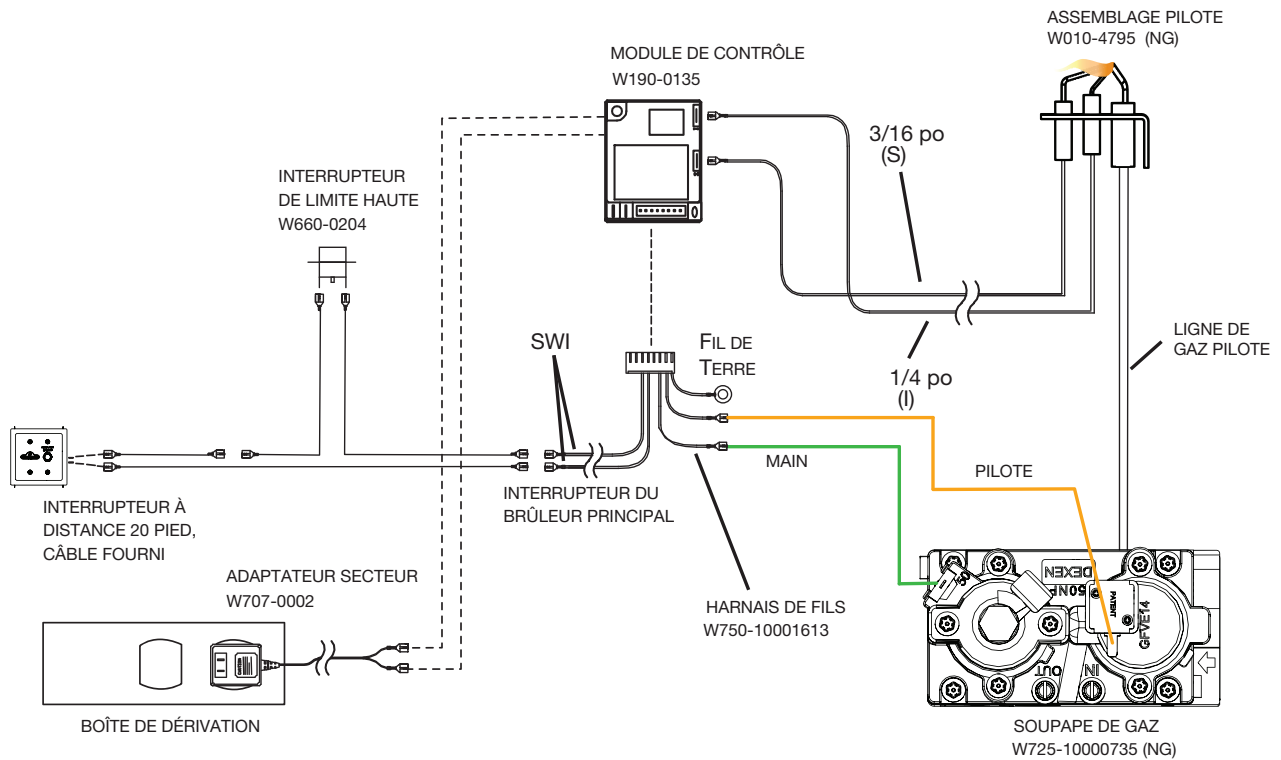 ASSEMBLAGE PILOTE
W010-4795 (NG)
MODULE DE CONTRÔLE
W190-0135
3/16 po
(S)
INTERRUPTEUR
DE LIMITE HAUTE
W660-0204
SWI
FIL DE
TERRE
1/4 po
(I)
LIGNE DE
GAZ PILOTE
MAIN
PILOTE
INTERRUPTEUR À
DISTANCE 20 PIED,
CÂBLE FOURNI
INTERRUPTEUR DU
BRÛLEUR PRINCIPAL
ADAPTATEUR SECTEUR
W707-0002
HARNAIS DE FILS
W750-10001613
DEXEN
PATENT
GFVE14
OUT
IN
BOÎTE DE DÉRIVATION
SOUPAPE DE GAZ
W725-10000735 (NG)